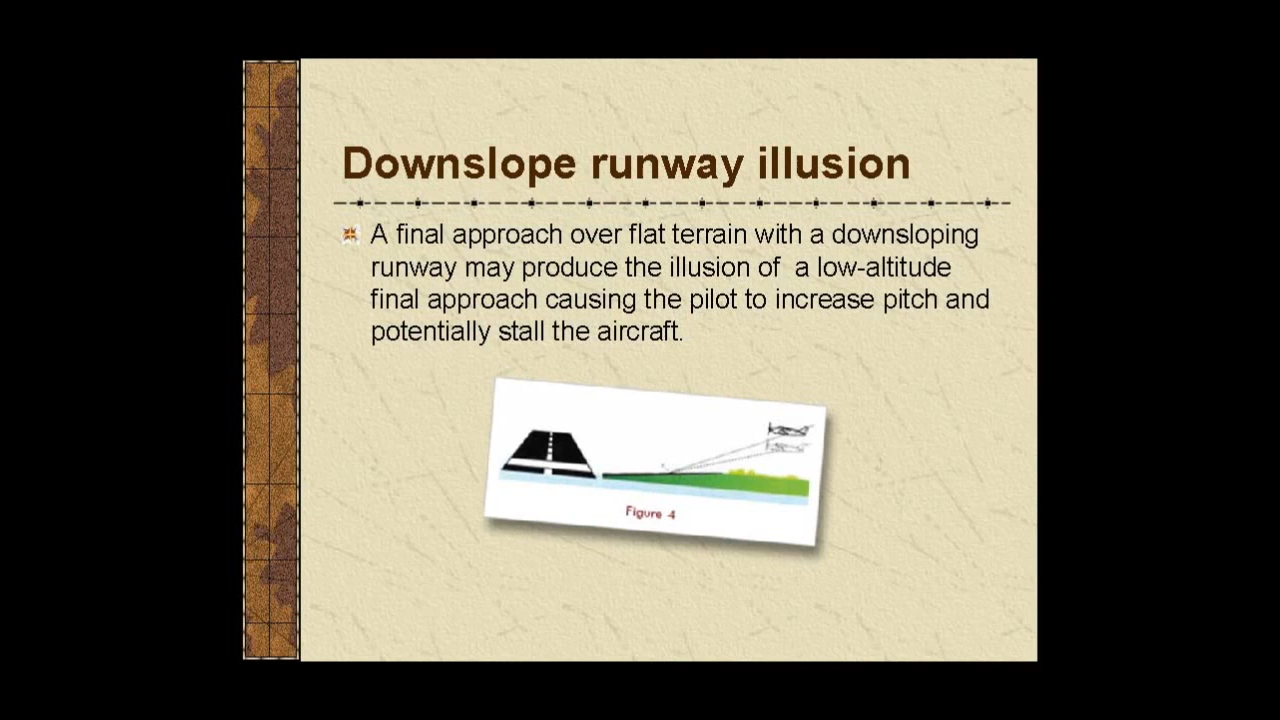 Downslope runway illusion
A final approach over flat terrain with a downsloping
runway may produce the illusion of  a low-altitude
final approach causing the pilot to increase pitch and
potentially stall the aircraft.
Figure 4